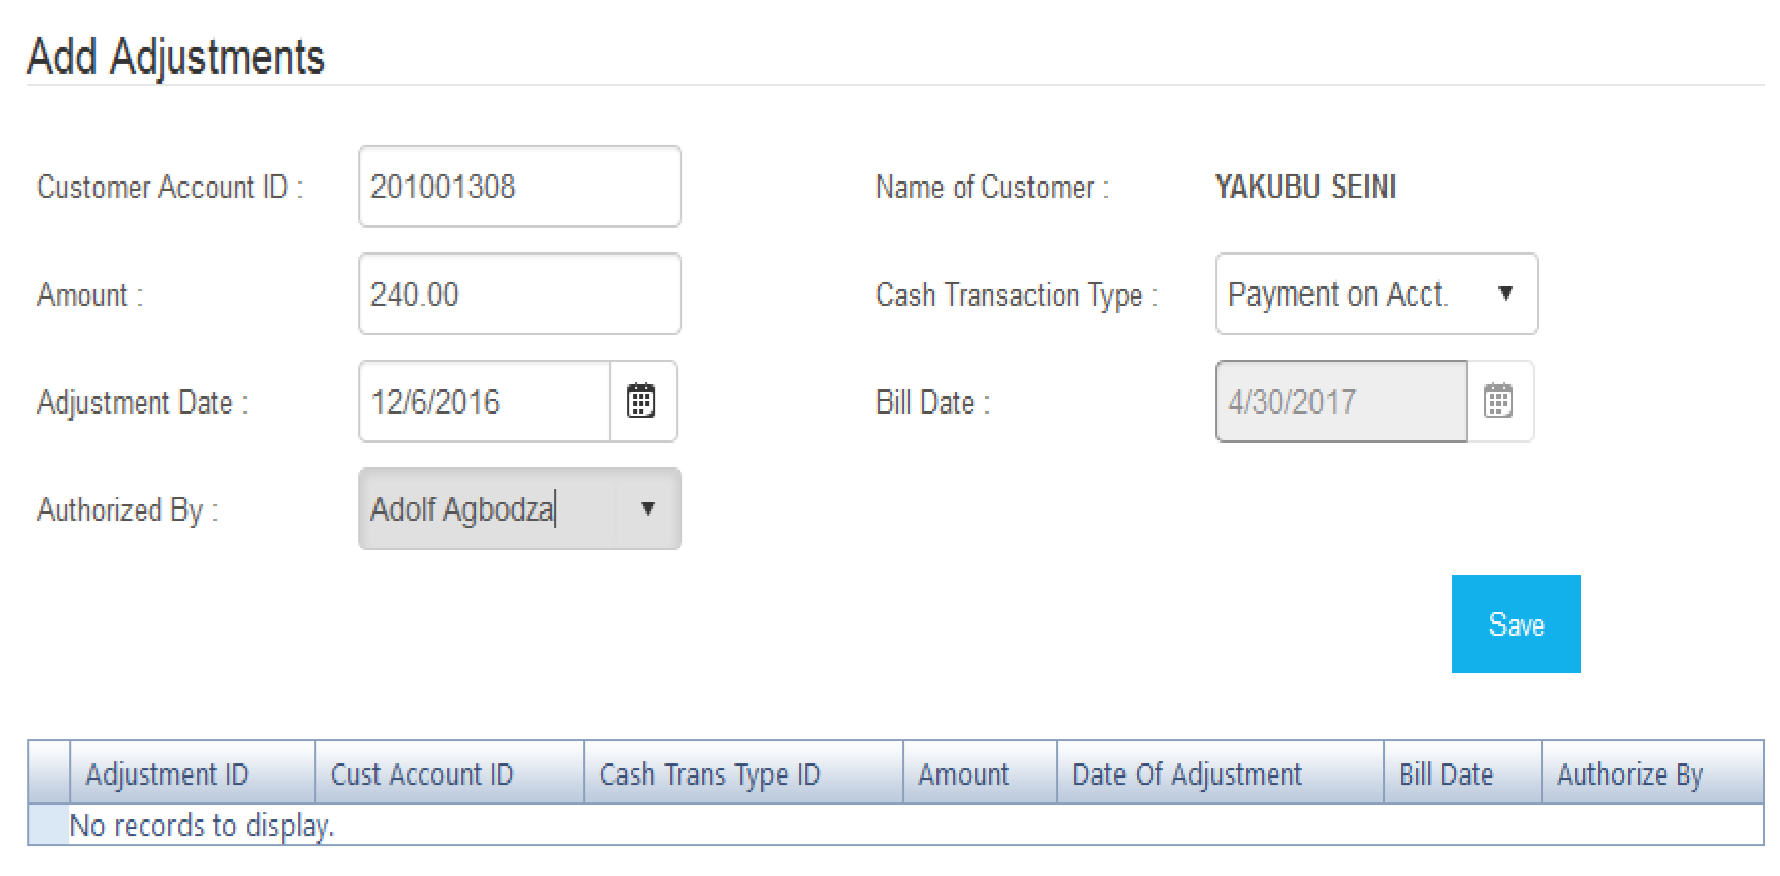 Add Adjustments
Customer Account ID : 201001308 Name of Customer : YAKUBU SEINI
Amount : 240.00 Cash Transaction Type : Payment on Acct.
Adjustment Date : 12/6/2016 Bill Date : 4/30/2017
Authorized By : Adolf Agbodza
Save
Adjustment ID Cust Account ID Cash Trans Type ID Amount Date Of Adjustment Bill Date Authorize By
No records to display.